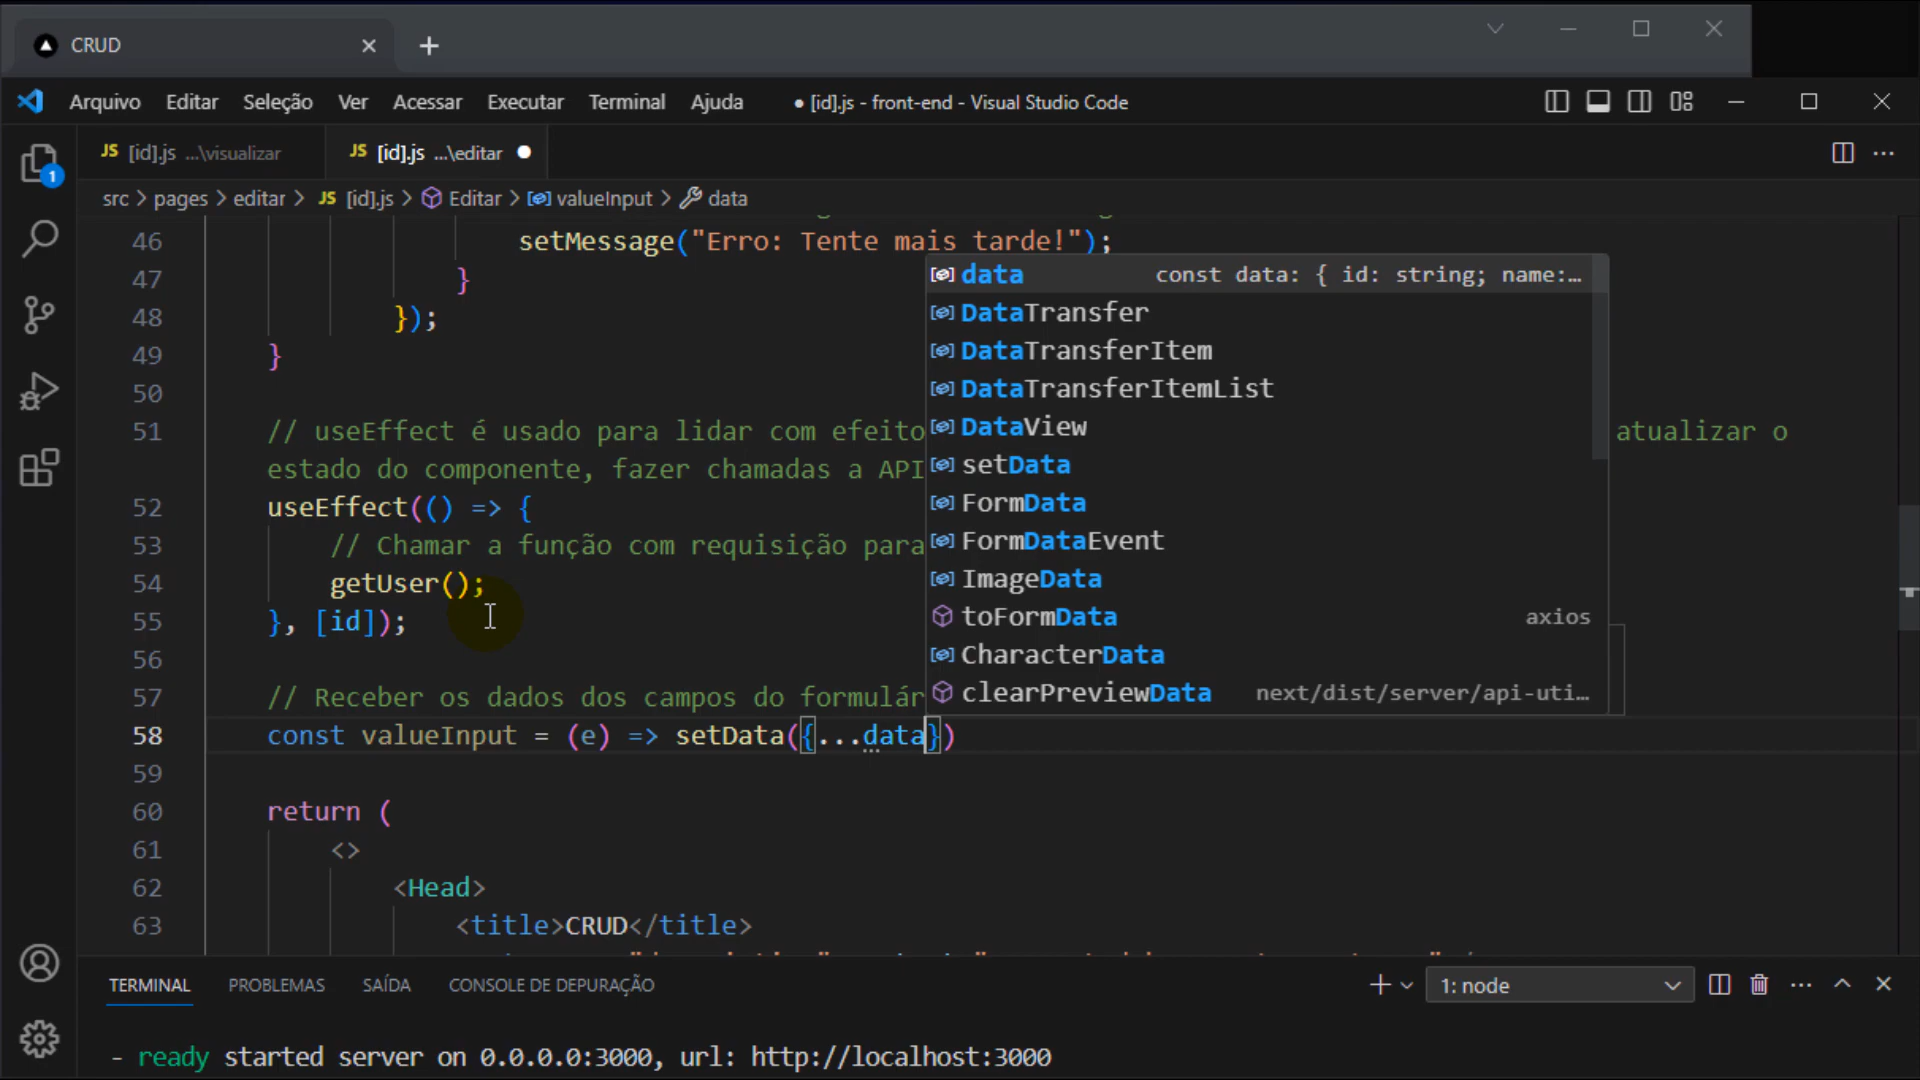 CRUD
Arquivo Editar Seleção Ver Acessar Executar Terminal Ajuda ● [id].js - front-end - Visual Studio Code
JS [id].js ...\visualizar JS [id].js ...\editar
1
src > pages > editar > JS [id].js > Editar > valueInput > data
46 setMessage("Erro: Tente mais tarde!");
47 }
48 });
49 }
50
51 // useEffect é usado para lidar com efeito atualizar o
estado do componente, fazer chamadas a API
52 useEffect(() => {
53 // Chamar a função com requisição para
54 getUser();
55 }, [id]);
56
57 // Receber os dados dos campos do formulár
58 const valueInput = (e) => setData({...data})
59
60 return (
61 <>
62 <Head>
63 <title>CRUD</title>
data const data: { id: string; name:…
DataTransfer
DataTransferItem
DataTransferItemList
DataView
setData
FormData
FormDataEvent
ImageData
toFormData axios
CharacterData
clearPreviewData next/dist/server/api-uti…
TERMINAL PROBLEMAS SAÍDA CONSOLE DE DEPURAÇÃO 1: node
- ready started server on 0.0.0.0:3000, url: http://localhost:3000